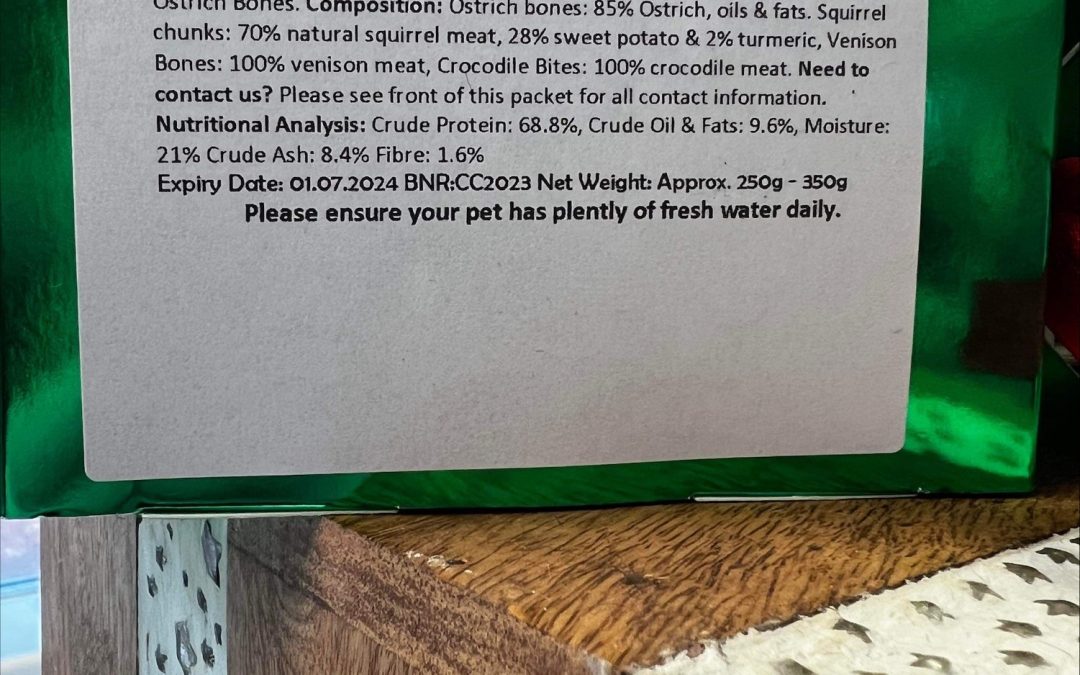 Ostrich Bones. Composition: Ostrich bones: 85% Ostrich, oils & fats. Squirrel
chunks: 70% natural squirrel meat, 28% sweet potato & 2% turmeric, Venison
Bones: 100% venison meat, Crocodile Bites: 100% crocodile meat. Need to
contact us? Please see front of this packet for all contact information.
Nutritional Analysis: Crude Protein: 68.8%, Crude Oil & Fats: 9.6%, Moisture:
21% Crude Ash: 8.4% Fibre: 1.6%
Expiry Date: 01.07.2024 BNR:CC2023 Net Weight: Approx. 250g - 350g
Please ensure your pet has plently of fresh water daily.